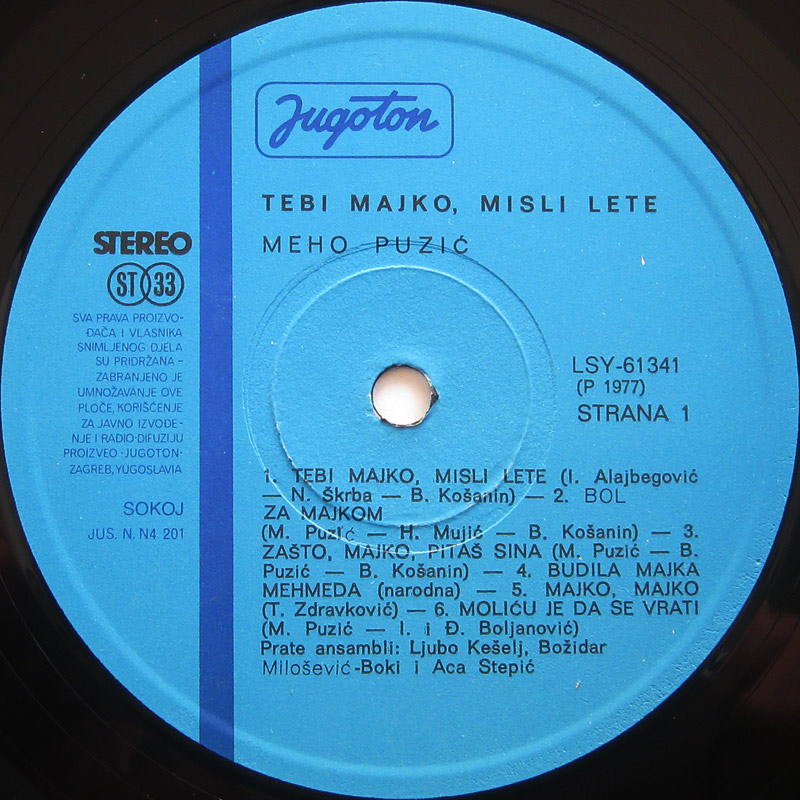 Jugoton
TEBI MAJKO, MISLI LETE
MEHO PUZIĆ
STEREO
ST 33
SVA PRAVA PROIZVO-
ĐAČA I VLASNIKA
SNIMLJENOG DJELA
SU PRIDRŽANA –
ZABRANJENO JE
UMNOŽAVANJE OVE
PLOČE, KORIŠĆENJE
ZA JAVNO IZVOĐE-
NJE I RADIO-DIFUZIJU
PROIZVEO -JUGOTON-
ZAGREB, YUGOSLAVIA
SOKOJ
JUS. N. N4 201
LSY-61341
(P 1977)
STRANA 1
1. TEBI MAJKO, MISLI LETE (I. Alajbegović
— N. Škrba — B. Košanin) — 2. BOL
ZA MAJKOM
(M. Puzić — H. Mujić — B. Košanin) — 3.
ZAŠTO, MAJKO, PITAŠ SINA (M. Puzić — B.
Puzić — B. Košanin) — 4. BUDILA MAJKA
MEHMEDA (narodna) — 5. MAJKO, MAJKO
(T. Zdravković) — 6. MOLIĆU JE DA SE VRATI
(M. Puzić — I. i Đ. Boljanović)
Prate ansambli: Ljubo Kešelj, Božidar
Milošević-Boki i Aca Stepić